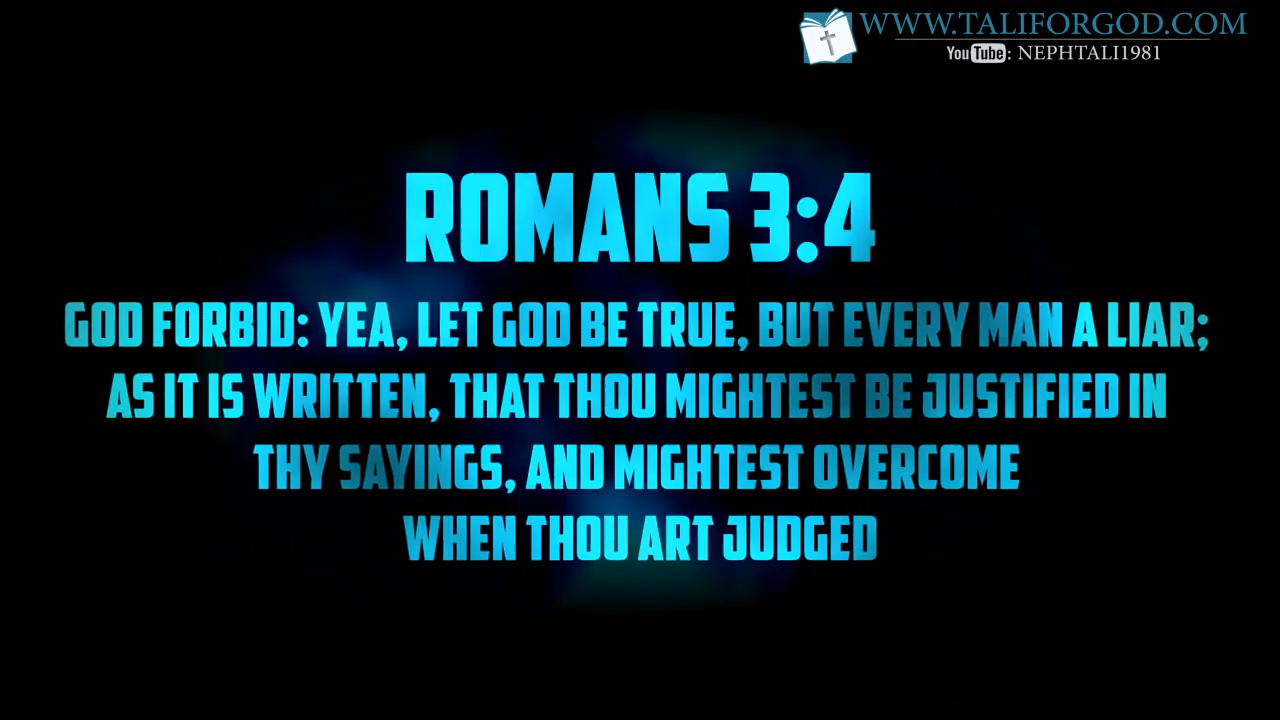 WWW.TALIFORGOD.COM
YouTube: NEPHTALI1981
ROMANS 3:4
GOD FORBID: YEA, LET GOD BE TRUE, BUT EVERY MAN A LIAR;
AS IT IS WRITTEN, THAT THOU MIGHTEST BE JUSTIFIED IN
THY SAYINGS, AND MIGHTEST OVERCOME
WHEN THOU ART JUDGED